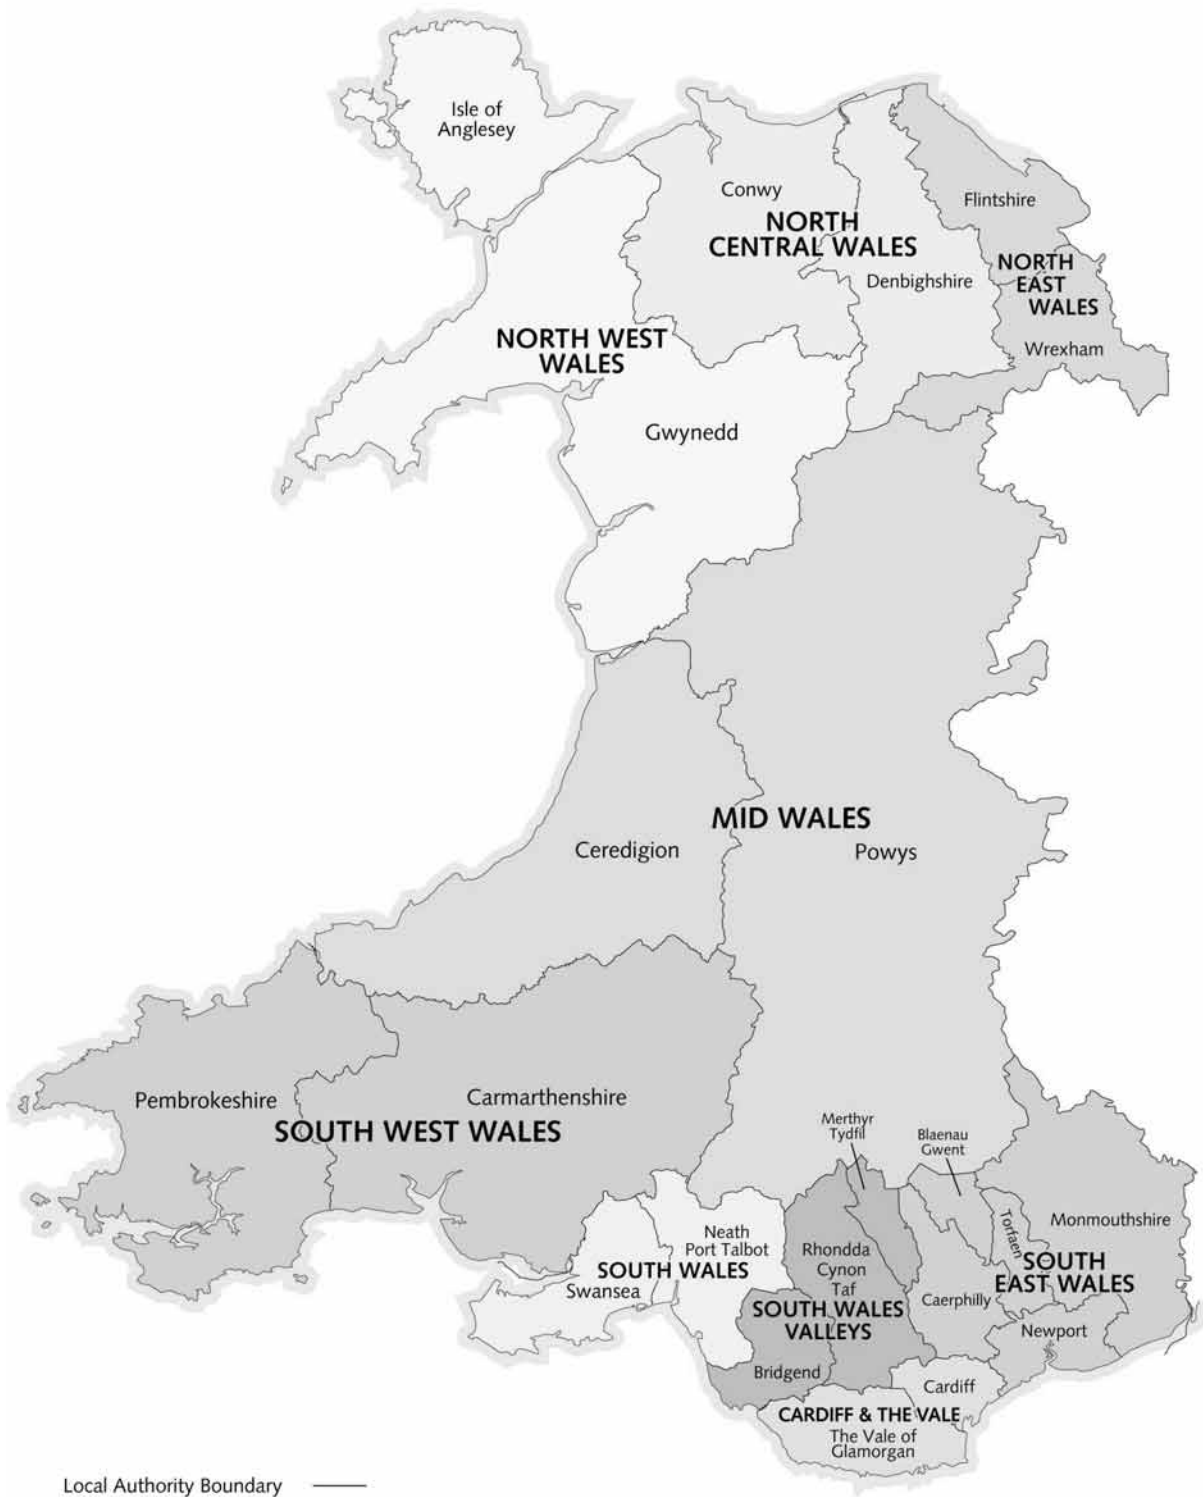 Isle of
Anglesey
Conwy
Flintshire
NORTH
CENTRAL WALES
Denbighshire
NORTH
EAST
WALES
NORTH WEST
WALES
Wrexham
Gwynedd
MID WALES
Ceredigion
Powys
Pembrokeshire
Carmarthenshire
SOUTH WEST WALES
Merthyr
Tydfil
Blaenau
Gwent
Torfaen
Monmouthshire
Neath
Port Talbot
Rhondda
Cynon
Taf
SOUTH
EAST WALES
SOUTH WALES
Swansea
Caerphilly
SOUTH WALES
VALLEYS
Newport
Bridgend
Cardiff
CARDIFF & THE VALE
The Vale of
Glamorgan
Local Authority Boundary